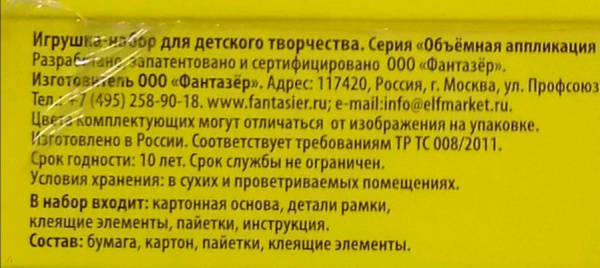 Игрушка-набор для детского творчества. Серия «Объёмная аппликация
Разработано, запатентовано и сертифицировано ООО «Фантазёр».
Изготовитель ООО «Фантазёр». Адрес: 117420, Россия, г. Москва, ул. Профсоюз
Тел.: +7 (495) 258-90-18. www.fantasier.ru; e-mail:info@elfmarket.ru.
Цвета комплектующих могут отличаться от изображения на упаковке.
Изготовлено в России. Соответствует требованиям ТР ТС 008/2011.
Срок годности: 10 лет. Срок службы не ограничен.
Условия хранения: в сухих и проветриваемых помещениях.
В набор входит: картонная основа, детали рамки,
клеящие элементы, пайетки, инструкция.
Состав: бумага, картон, пайетки, клеящие элементы.